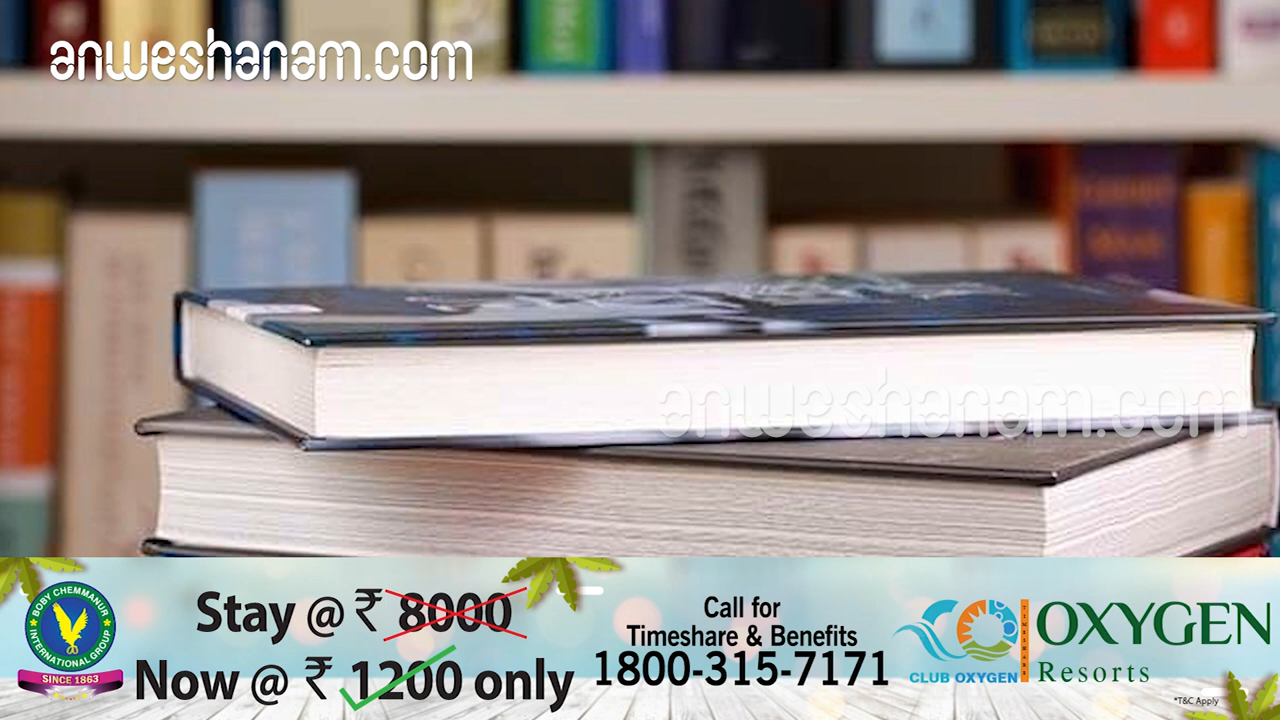 anweshanam.com
anweshanam.com
BOBY CHEMMANUR
INTERNATIONAL GROUP
SINCE 1863
Stay @ ₹ 8000
Now @ ₹ 1200 only
Call for
Timeshare & Benefits
1800-315-7171
CLUB OXYGEN
TIMESHARE
OXYGEN
Resorts
*T&C Apply